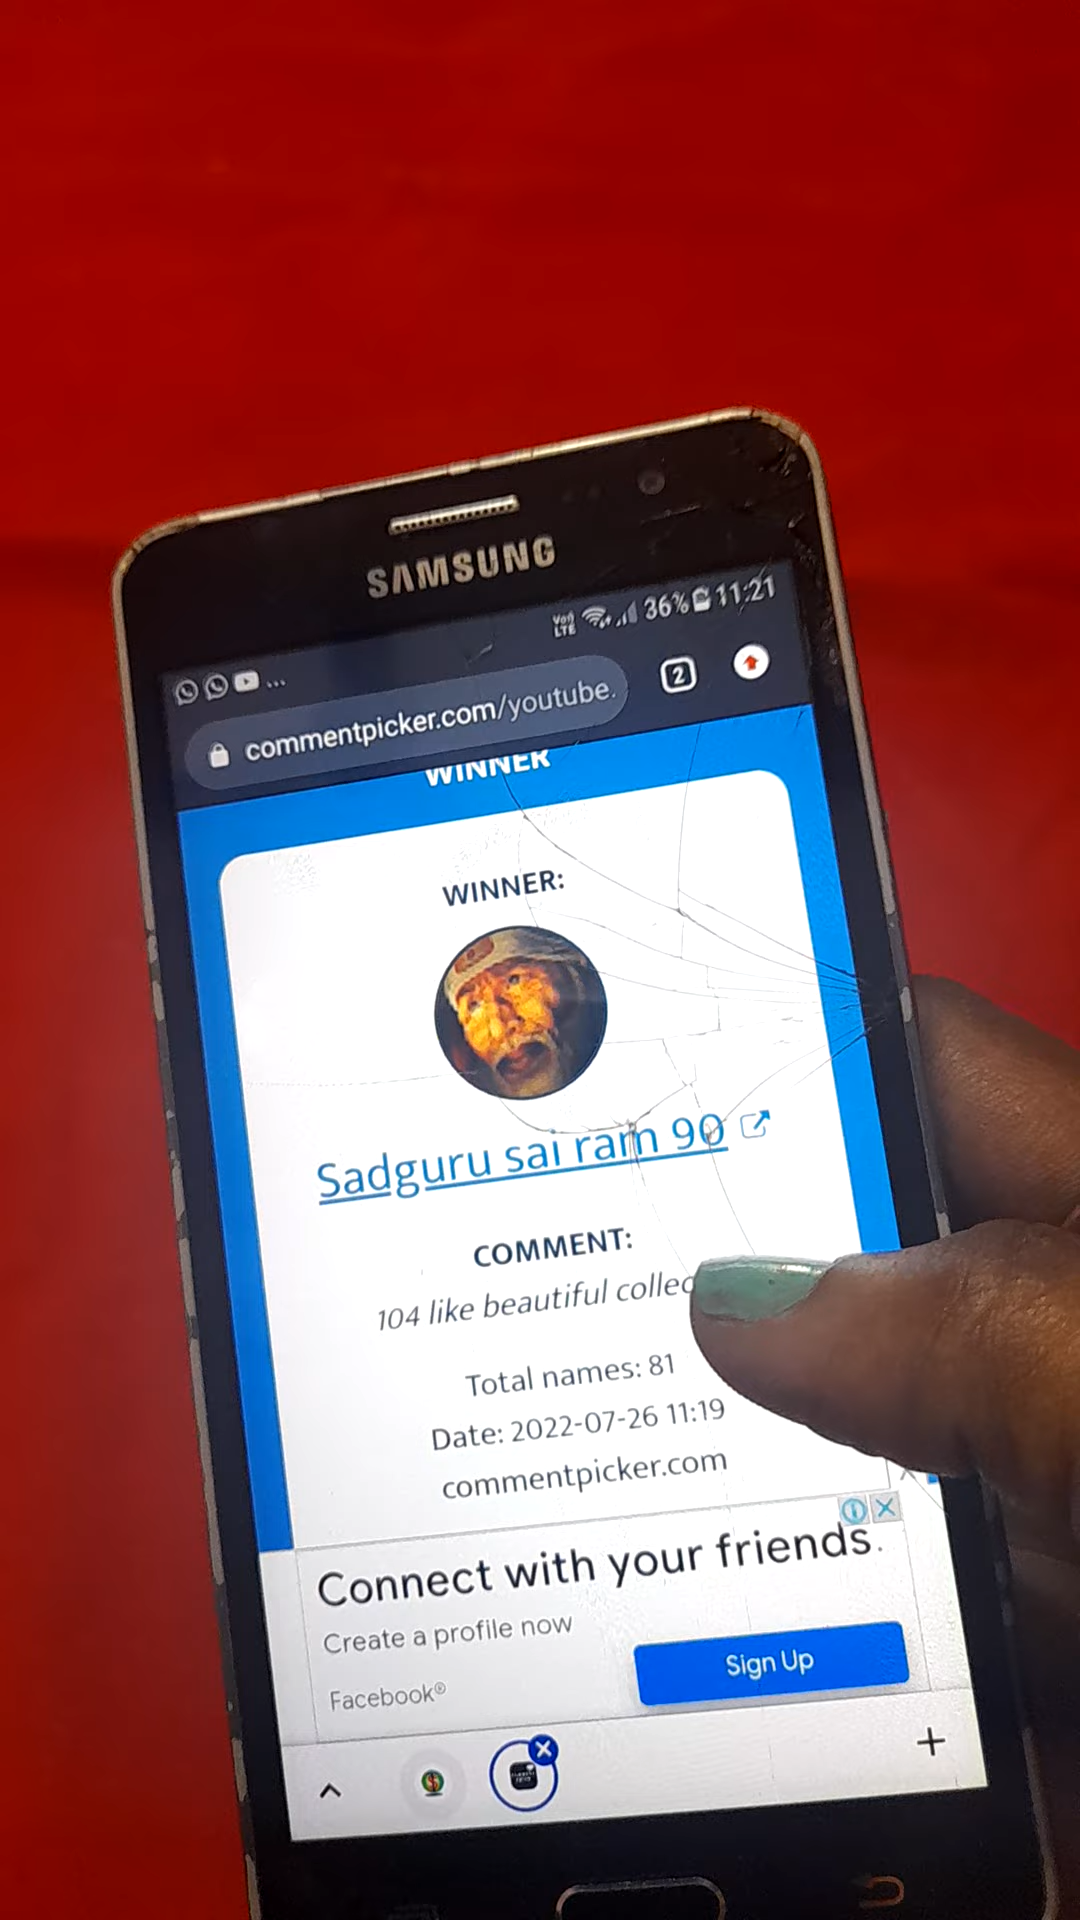 SAMSUNG
VoO LTE 36% 11:21
...
commentpicker.com/youtube.
2
WINNER
WINNER:
Sadguru sai ram 90
COMMENT:
104 like beautiful collec
Total names: 81
Date: 2022-07-26 11:19
commentpicker.com
Connect with your friends.
Create a profile now
Facebook®
Sign Up